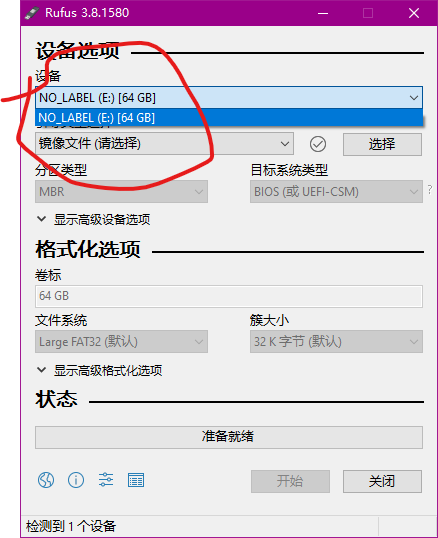 Rufus 3.8.1580
设备选项
设备
NO_LABEL (E:) [64 GB]
NO_LABEL (E:) [64 GB]
镜像文件 (请选择)
选择
分区类型
目标系统类型
MBR
BIOS (或 UEFI-CSM)
?
显示高级设备选项
格式化选项
卷标
64 GB
文件系统
簇大小
Large FAT32 (默认)
32 K 字节 (默认)
显示高级格式化选项
状态
准备就绪
开始
关闭
检测到 1 个设备